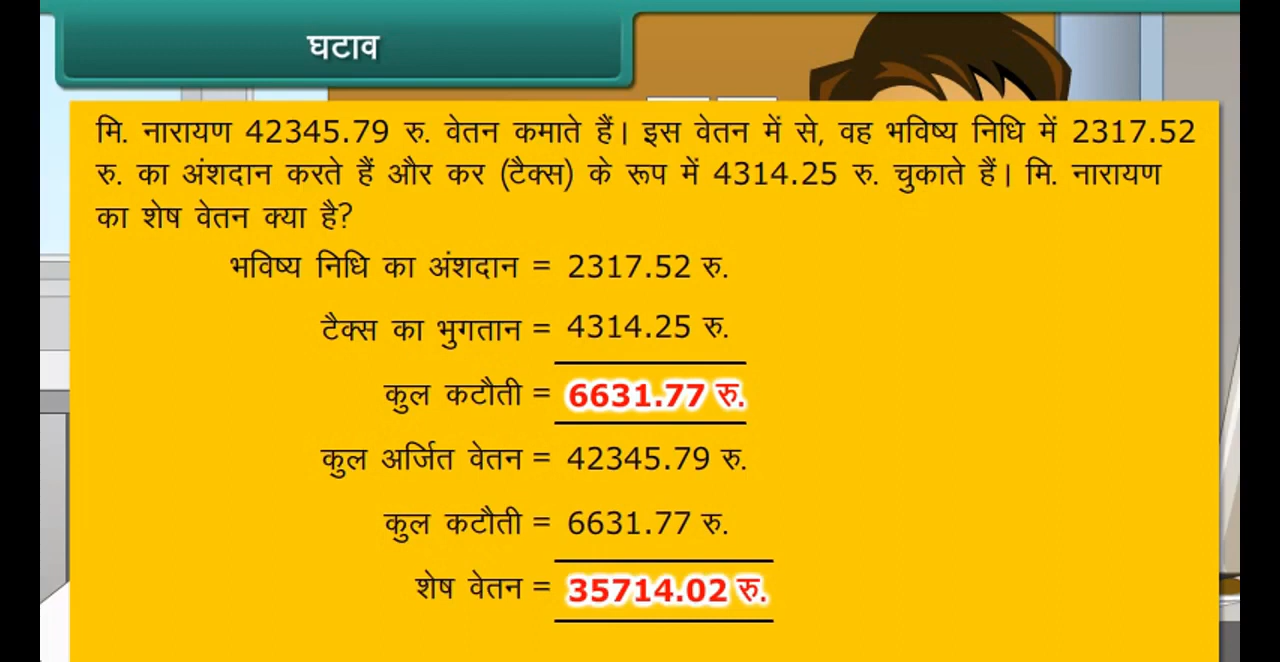 घटाव
मि. नारायण 42345.79 रु. वेतन कमाते हैं। इस वेतन में से, वह भविष्य निधि में 2317.52
रु. का अंशदान करते हैं और कर (टैक्स) के रूप में 4314.25 रु. चुकाते हैं। मि. नारायण
का शेष वेतन क्या है?
भविष्य निधि का अंशदान = 2317.52 रु.
टैक्स का भुगतान = 4314.25 रु.
कुल कटौती = 6631.77 रु.
कुल अर्जित वेतन = 42345.79 रु.
कुल कटौती = 6631.77 रु.
शेष वेतन = 35714.02 रु.